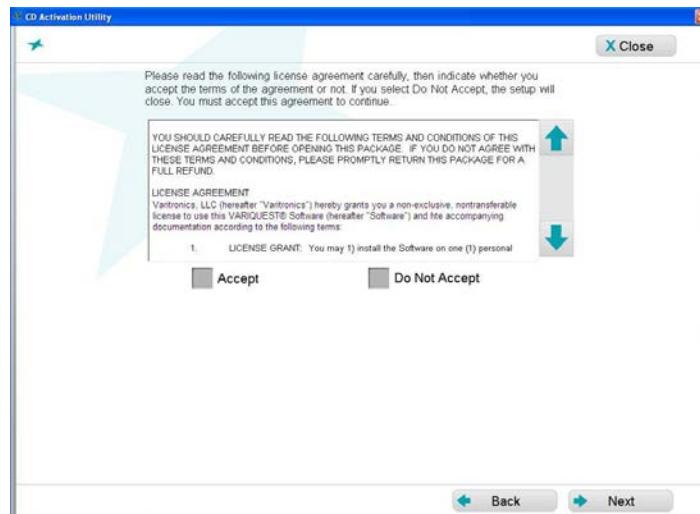 CD Activation Utility
X Close
Please read the following license agreement carefully, then indicate whether you
accept the terms of the agreement or not. If you select Do Not Accept, the setup will
close. You must accept this agreement to continue.
YOU SHOULD CAREFULLY READ THE FOLLOWING TERMS AND CONDITIONS OF THIS
LICENSE AGREEMENT BEFORE OPENING THIS PACKAGE. IF YOU DO NOT AGREE WITH
THESE TERMS AND CONDITIONS, PLEASE PROMPTLY RETURN THIS PACKAGE FOR A
FULL REFUND.
LICENSE AGREEMENT
Varitronics, LLC (hereafter "Varitronics") hereby grants you a non-exclusive, nontransferable
license to use this VARIQUEST® Software (hereafter "Software") and hte accompanying
documentation according to the following terms:
1. LICENSE GRANT: You may 1) install the Software on one (1) personal
Accept Do Not Accept
Back Next